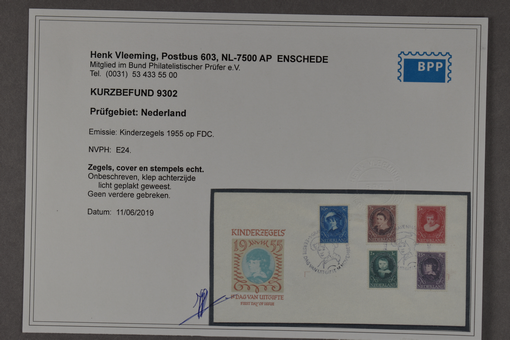 Henk Vleeming, Postbus 603, NL-7500 AP ENSCHEDE
Mitglied im Bund Philatelistischer Prüfer e.V.
Tel. (0031) 53 433 55 00
BPP
KURZBEFUND 9302
Prüfgebiet: Nederland
Emissie: Kinderzegels 1955 op FDC.
NVPH: E24.
Zegels, cover en stempels echt.
Onbeschreven, klep achterzijde
licht geplakt geweest.
Geen verdere gebreken.
Datum: 11/06/2019
KINDERZEGELS
1955
DAG VAN UITGIFTE